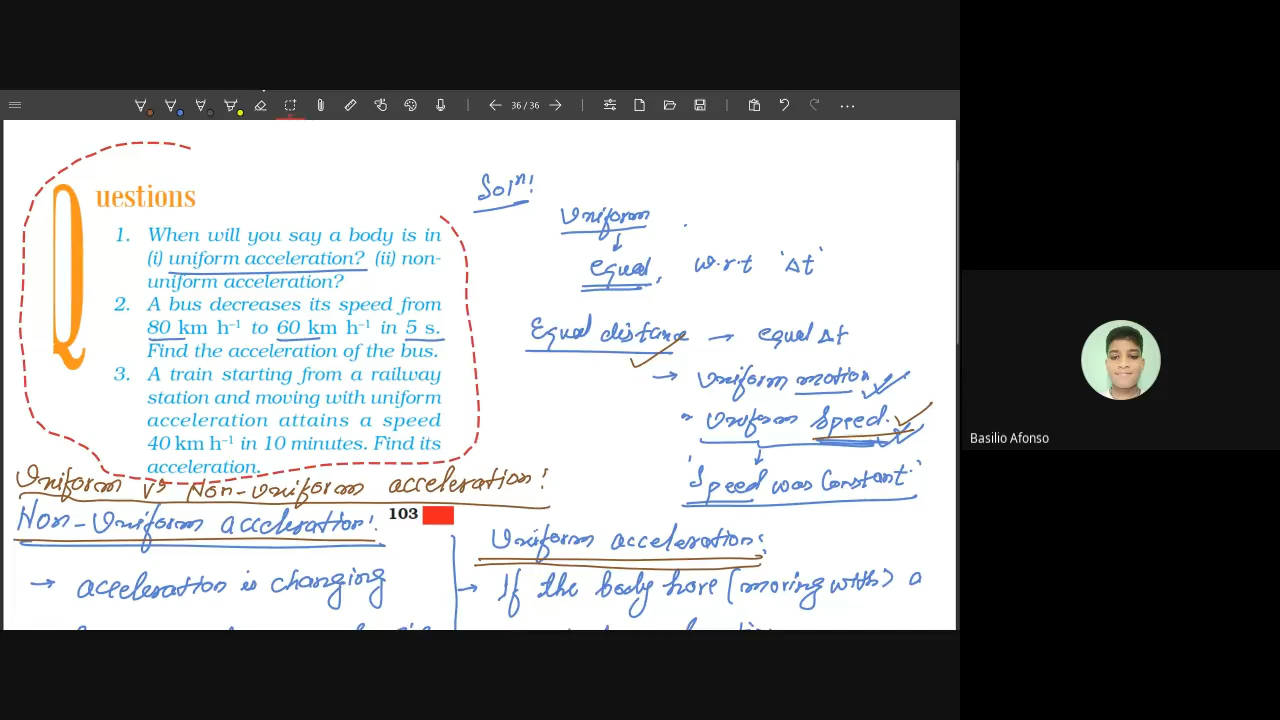 36 / 36
Questions
1. When will you say a body is in
(i) uniform acceleration? (ii) non-
uniform acceleration?
2. A bus decreases its speed from
80 km h⁻¹ to 60 km h⁻¹ in 5 s.
Find the acceleration of the bus.
3. A train starting from a railway
station and moving with uniform
acceleration attains a speed
40 km h⁻¹ in 10 minutes. Find its
acceleration.
103
Solⁿ!
Uniform
↓
equal, w.r.t 'Δt'
Equal distance → equal Δt
→ Uniform motion
Uniform Speed.
'Speed was Constant'
Uniform vs Non-Uniform acceleration!
Non-Uniform acceleration!
→ acceleration is changing
Uniform acceleration!
→ If the body have (moving with) a
Basilio Afonso